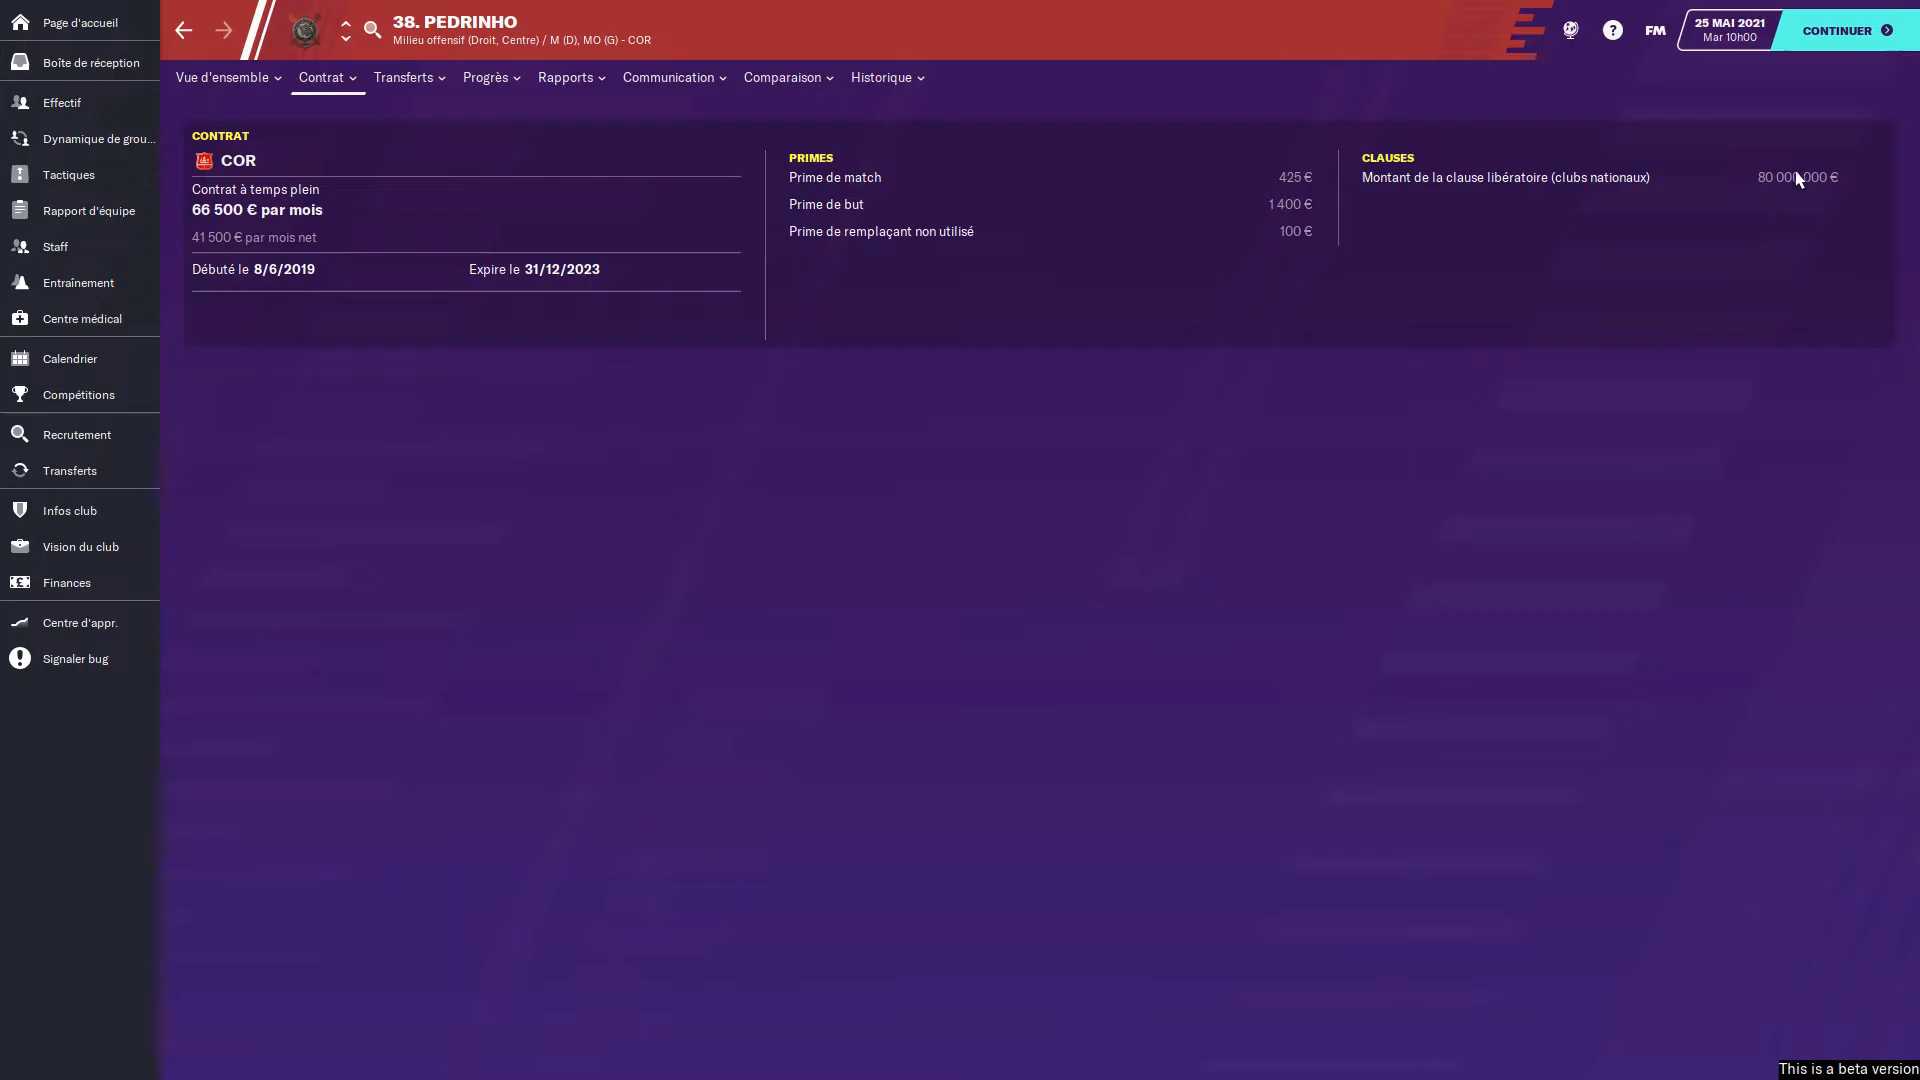 Page d'accueil
Boîte de réception
Effectif
Dynamique de grou...
Tactiques
Rapport d'équipe
Staff
Entraînement
Centre médical
Calendrier
Compétitions
Recrutement
Transferts
Infos club
Vision du club
Finances
Centre d'appr.
Signaler bug
38. PEDRINHO
Milieu offensif (Droit, Centre) / M (D), MO (G) - COR
FM
25 MAI 2021
Mar 10h00
CONTINUER
Vue d'ensemble Contrat Transferts Progrès Rapports Communication Comparaison Historique
CONTRAT
COR
Contrat à temps plein
66 500 € par mois
41 500 € par mois net
Débuté le 8/6/2019 Expire le 31/12/2023
PRIMES
Prime de match 425 €
Prime de but 1 400 €
Prime de remplaçant non utilisé 100 €
CLAUSES
Montant de la clause libératoire (clubs nationaux) 80 000 000 €
This is a beta version